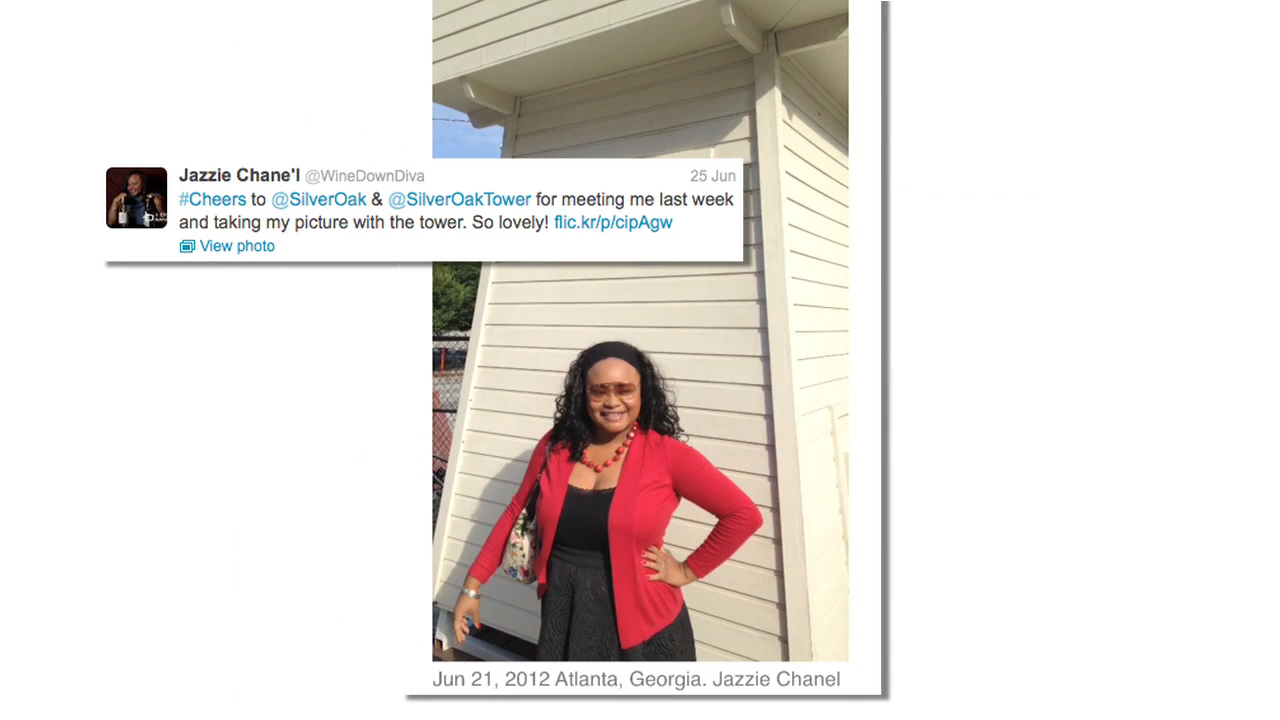 Jazzie Chane'l @WineDownDiva 25 Jun
#Cheers to @SilverOak & @SilverOakTower for meeting me last week
and taking my picture with the tower. So lovely! flic.kr/p/cipAgw
View photo
Jun 21, 2012 Atlanta, Georgia. Jazzie Chanel